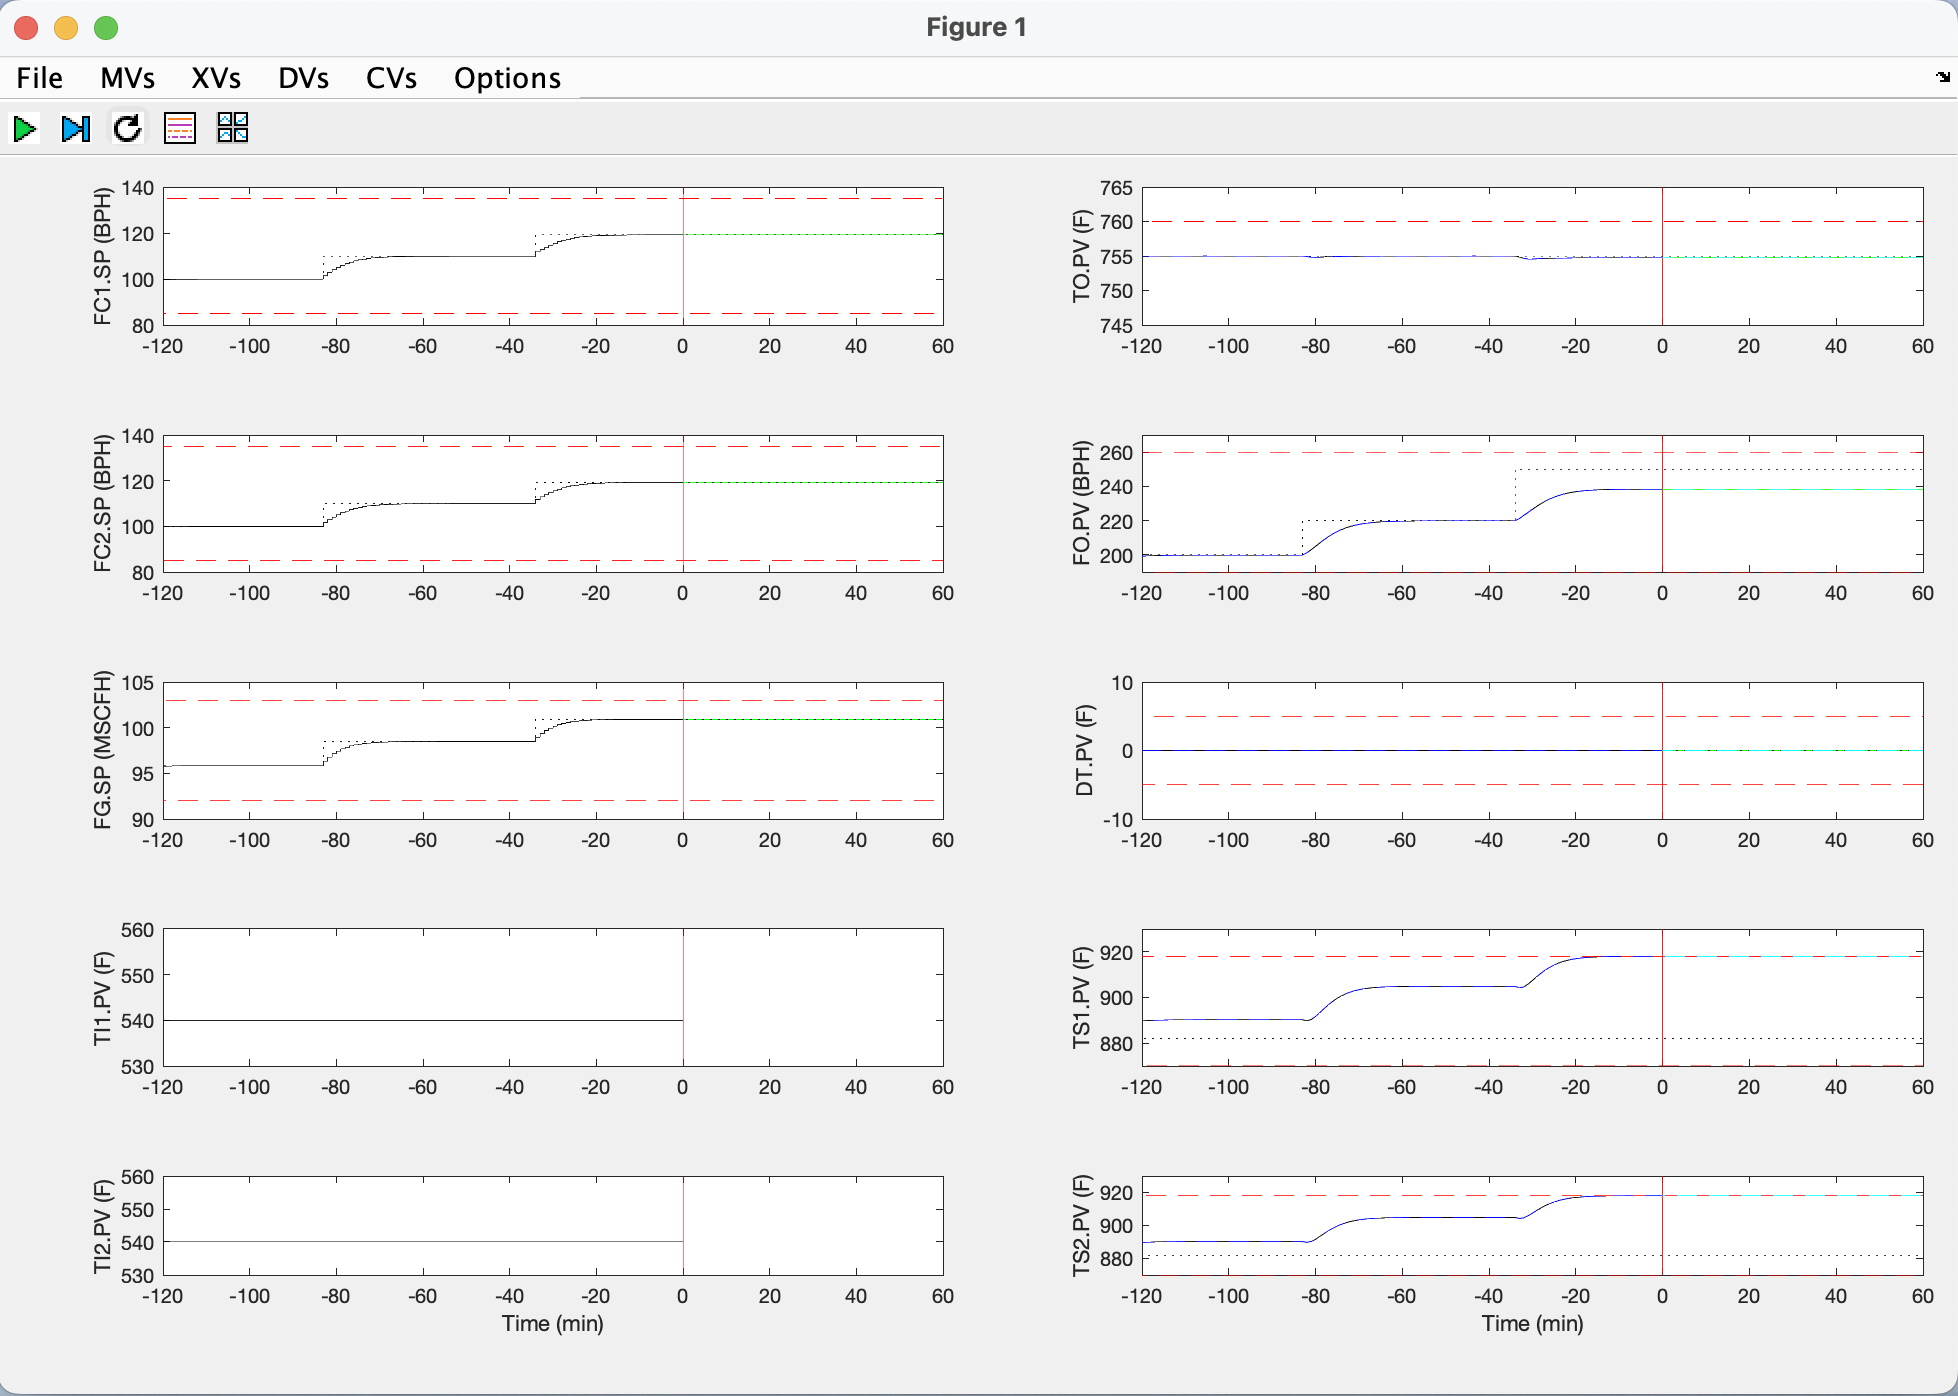 Figure 1
File MVs XVs DVs CVs Options
FC1.SP (BPH)
140
120
100
80
-120 -100 -80 -60 -40 -20 0 20 40 60
TO.PV (F)
765
760
755
750
745
-120 -100 -80 -60 -40 -20 0 20 40 60
FC2.SP (BPH)
140
120
100
80
-120 -100 -80 -60 -40 -20 0 20 40 60
FO.PV (BPH)
260
240
220
200
-120 -100 -80 -60 -40 -20 0 20 40 60
FG.SP (MSCFH)
105
100
95
90
-120 -100 -80 -60 -40 -20 0 20 40 60
DT.PV (F)
10
0
-10
-120 -100 -80 -60 -40 -20 0 20 40 60
TI1.PV (F)
560
550
540
530
-120 -100 -80 -60 -40 -20 0 20 40 60
TS1.PV (F)
920
900
880
-120 -100 -80 -60 -40 -20 0 20 40 60
TI2.PV (F)
560
550
540
530
-120 -100 -80 -60 -40 -20 0 20 40 60
Time (min)
TS2.PV (F)
920
900
880
-120 -100 -80 -60 -40 -20 0 20 40 60
Time (min)